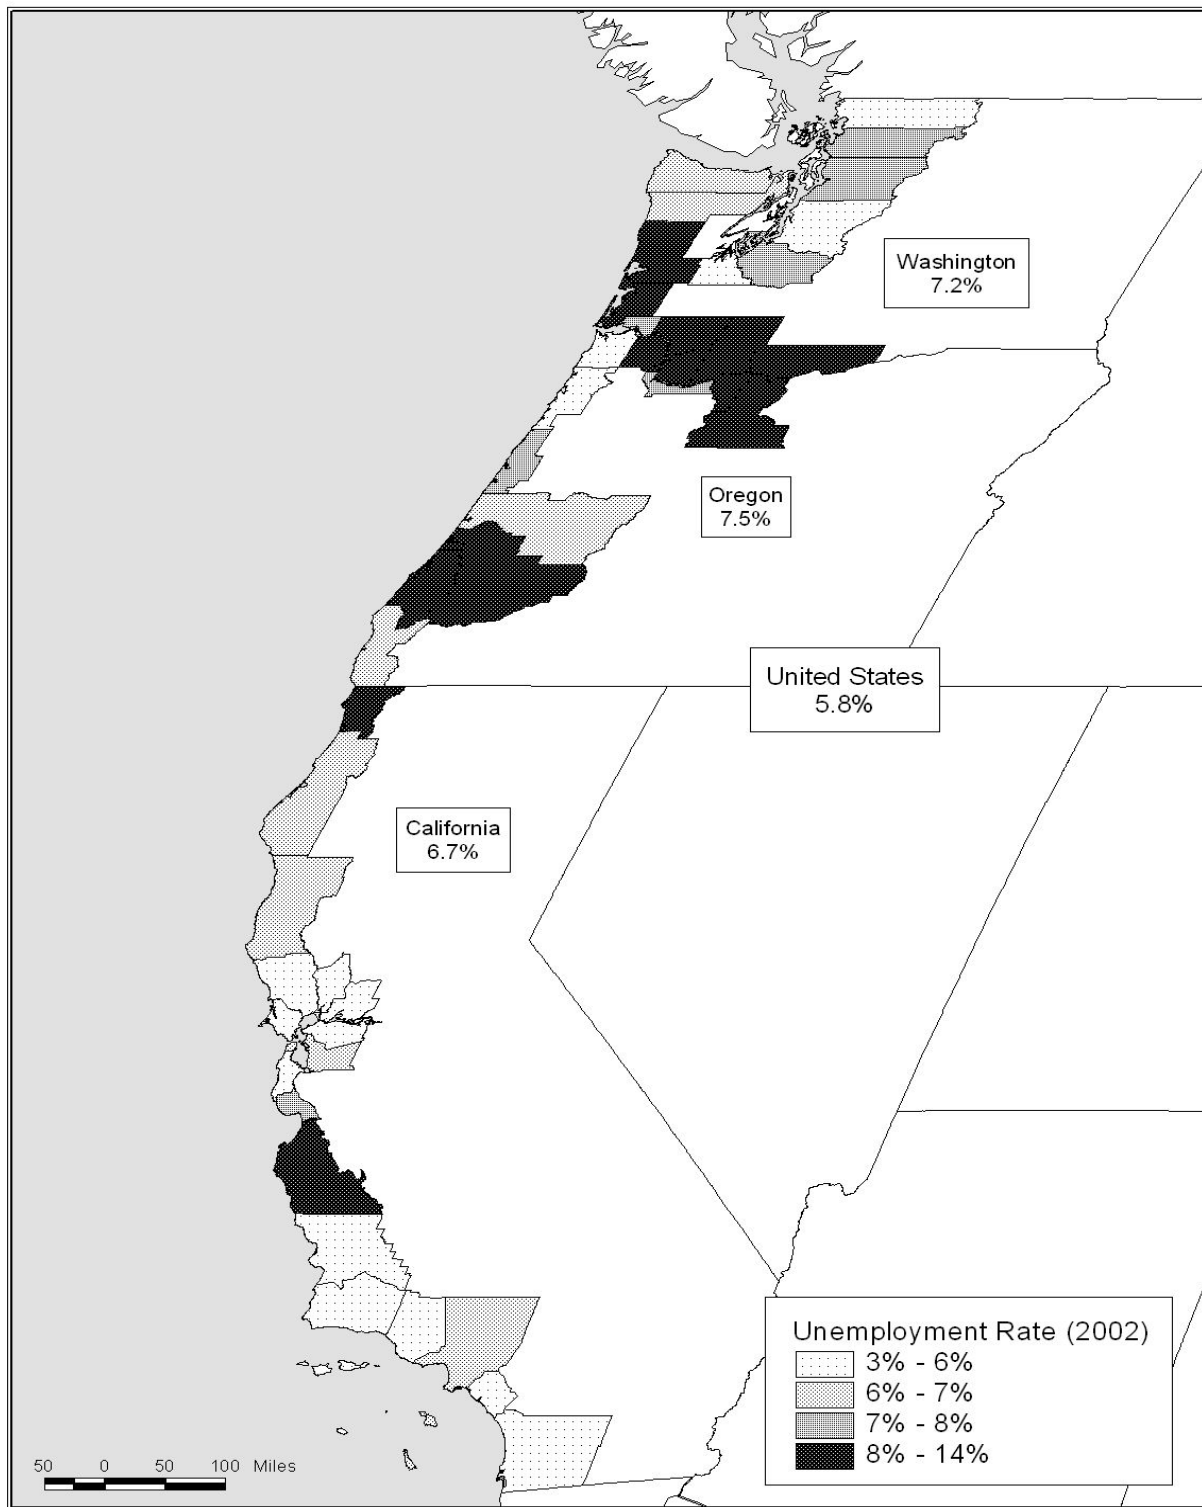 Washington
7.2%
Oregon
7.5%
United States
5.8%
California
6.7%
Unemployment Rate (2002)
3% - 6%
6% - 7%
7% - 8%
8% - 14%
50 0 50 100 Miles